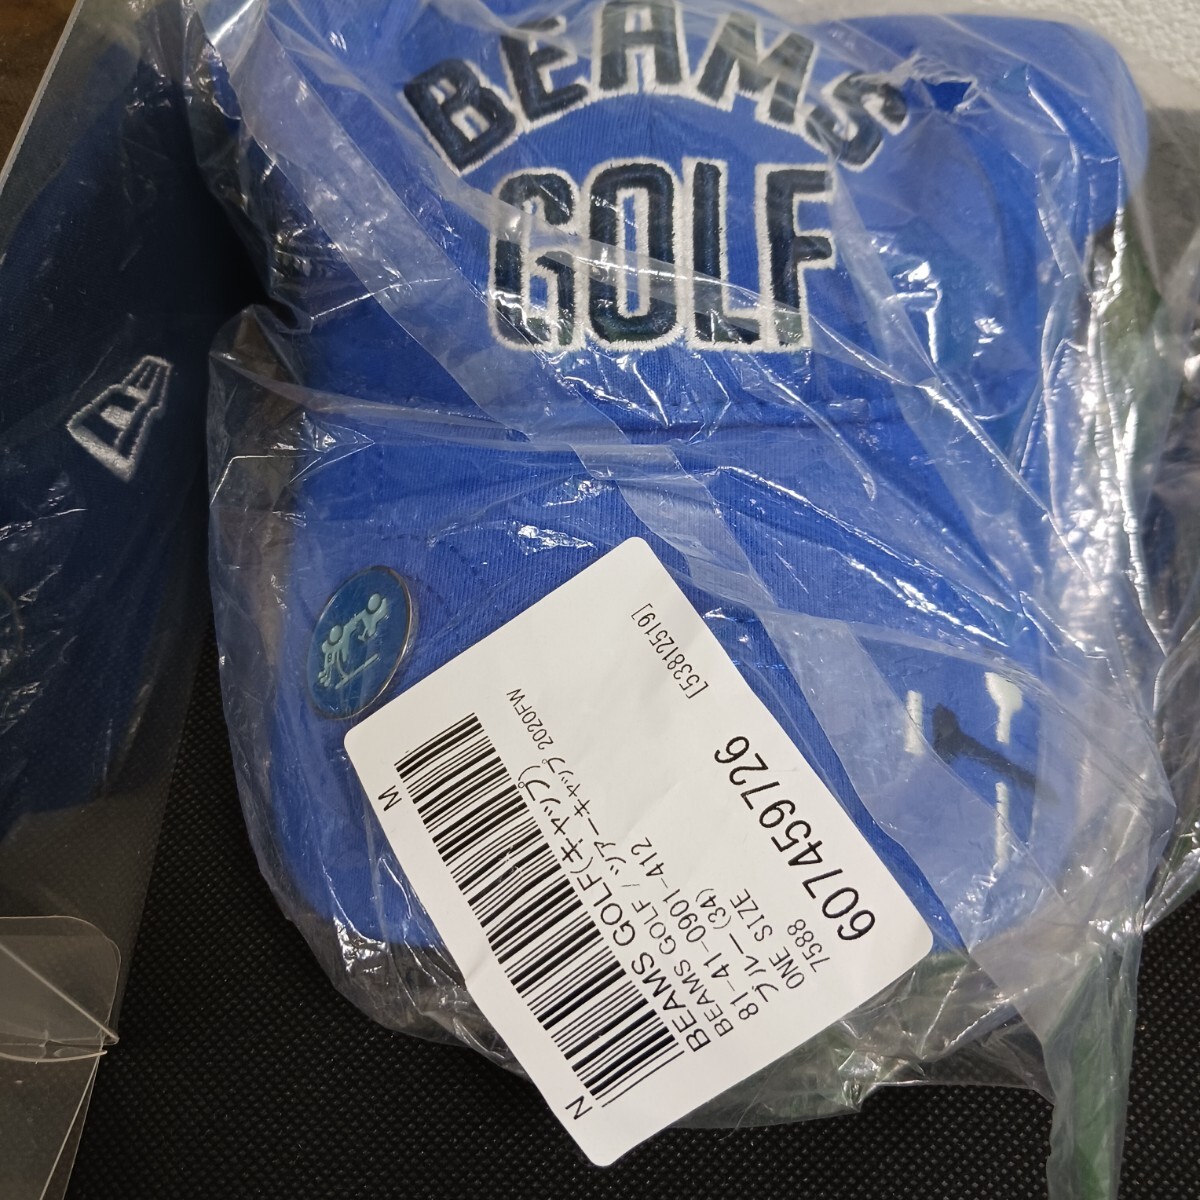 BEAMS
GOLF
M
N
BEAMS GOLF(キャップ)
BEAMS GOLF / ツアーキャップ 2020FW
81-41-0901-412
ブルー(34)
ONE SIZE
7588
607459726
[53812519]